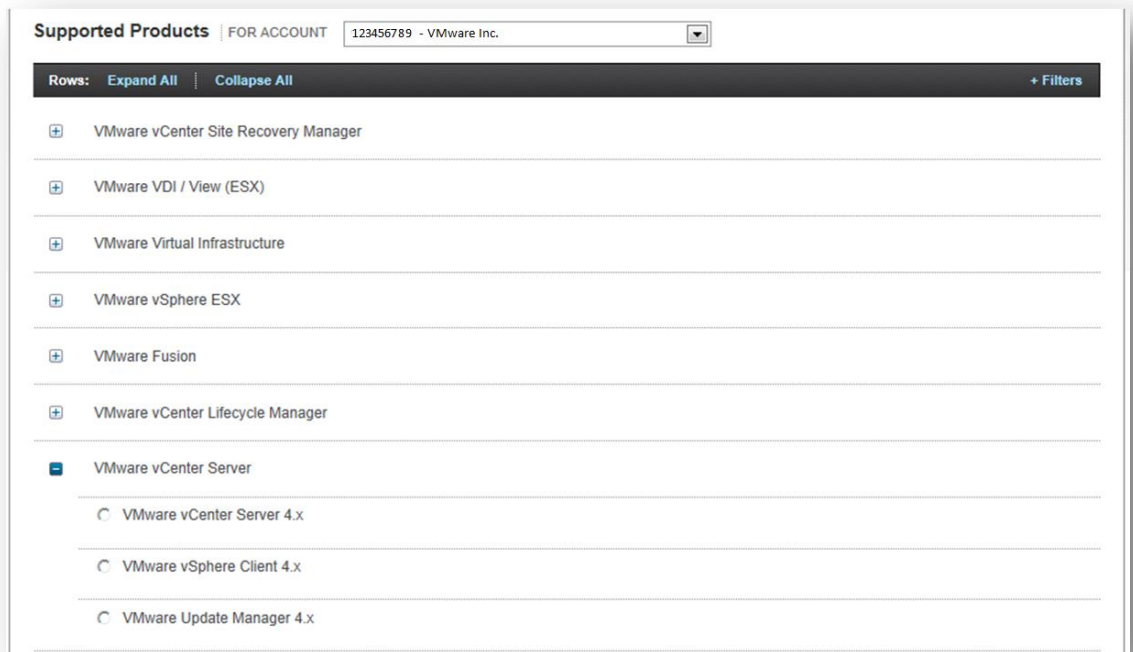 Supported Products | FOR ACCOUNT 123456789 - VMware Inc.
Rows: Expand All Collapse All + Filters
VMware vCenter Site Recovery Manager
VMware VDI / View (ESX)
VMware Virtual Infrastructure
VMware vSphere ESX
VMware Fusion
VMware vCenter Lifecycle Manager
VMware vCenter Server
VMware vCenter Server 4.x
VMware vSphere Client 4.x
VMware Update Manager 4.x